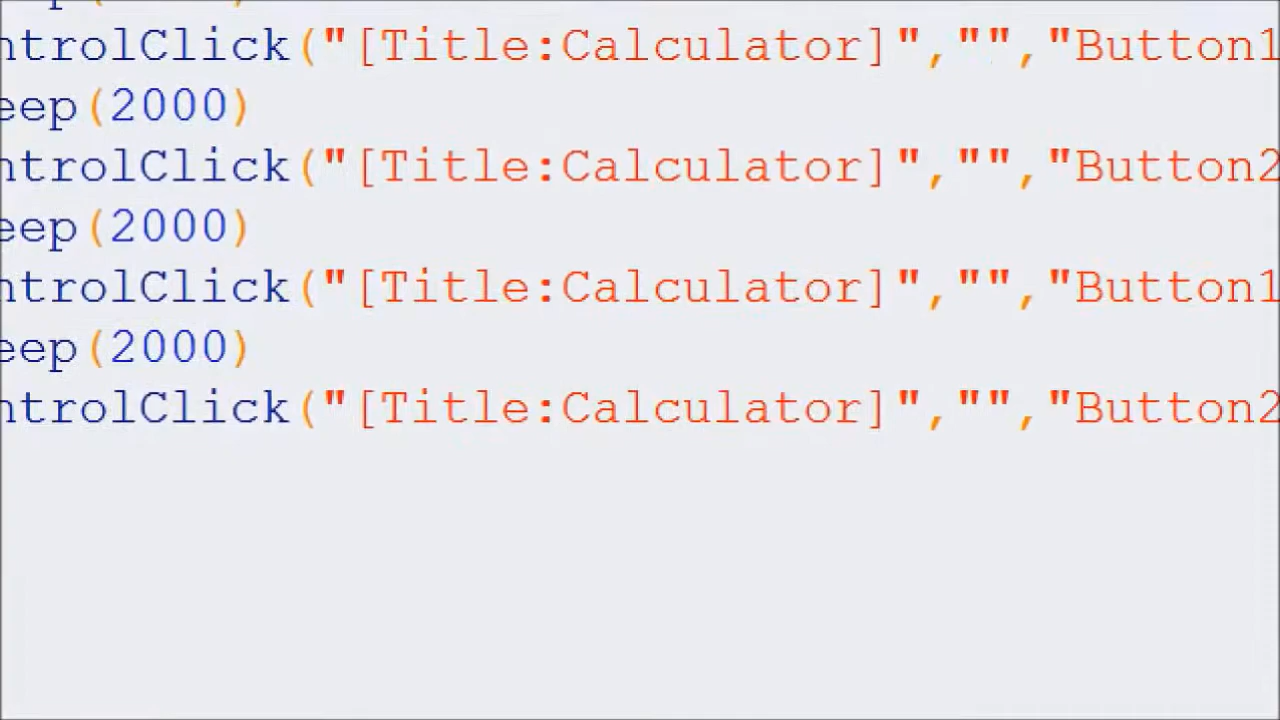 ntrolClick("[Title:Calculator]","","Button1
eep(2000)
ntrolClick("[Title:Calculator]","","Button2
eep(2000)
ntrolClick("[Title:Calculator]","","Button1
eep(2000)
ntrolClick("[Title:Calculator]","","Button2